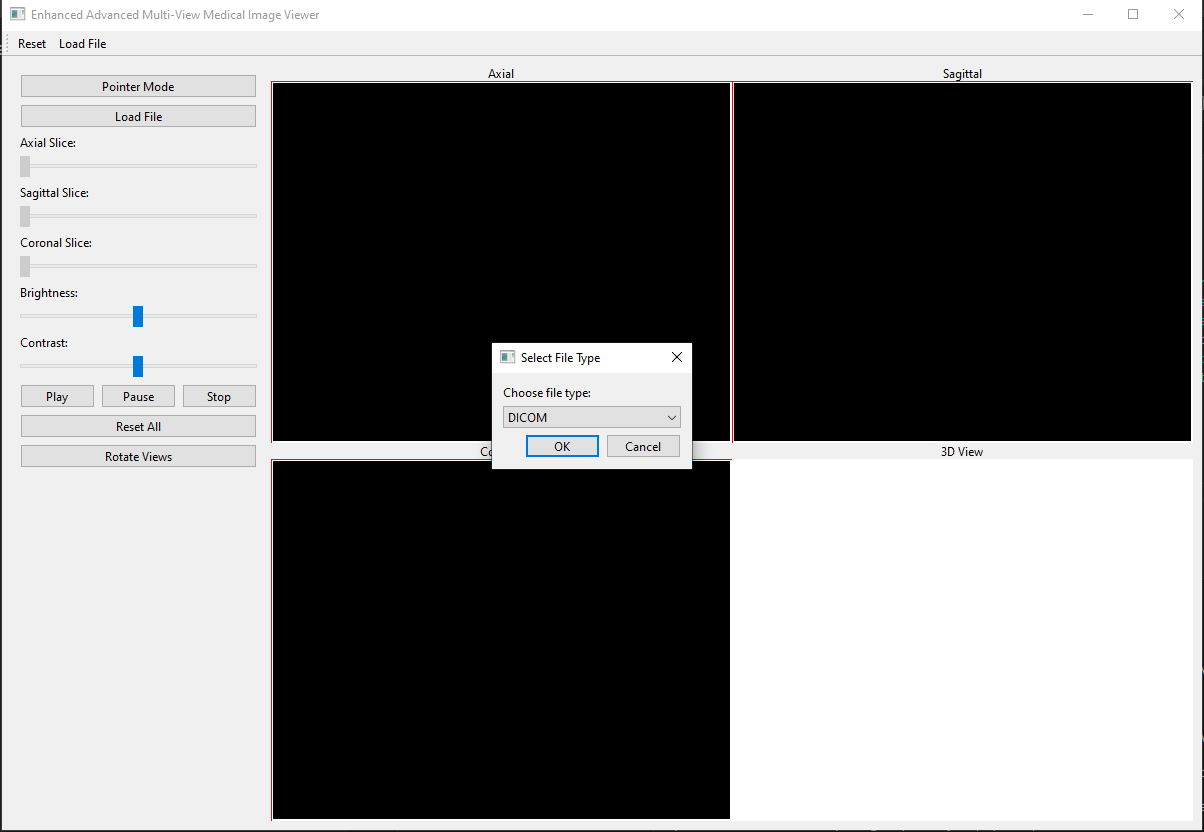 Enhanced Advanced Multi-View Medical Image Viewer
Reset Load File
Pointer Mode
Load File
Axial Slice:
Sagittal Slice:
Coronal Slice:
Brightness:
Contrast:
Play Pause Stop
Reset All
Rotate Views
Axial
Sagittal
Select File Type
Choose file type:
DICOM
OK Cancel
3D View